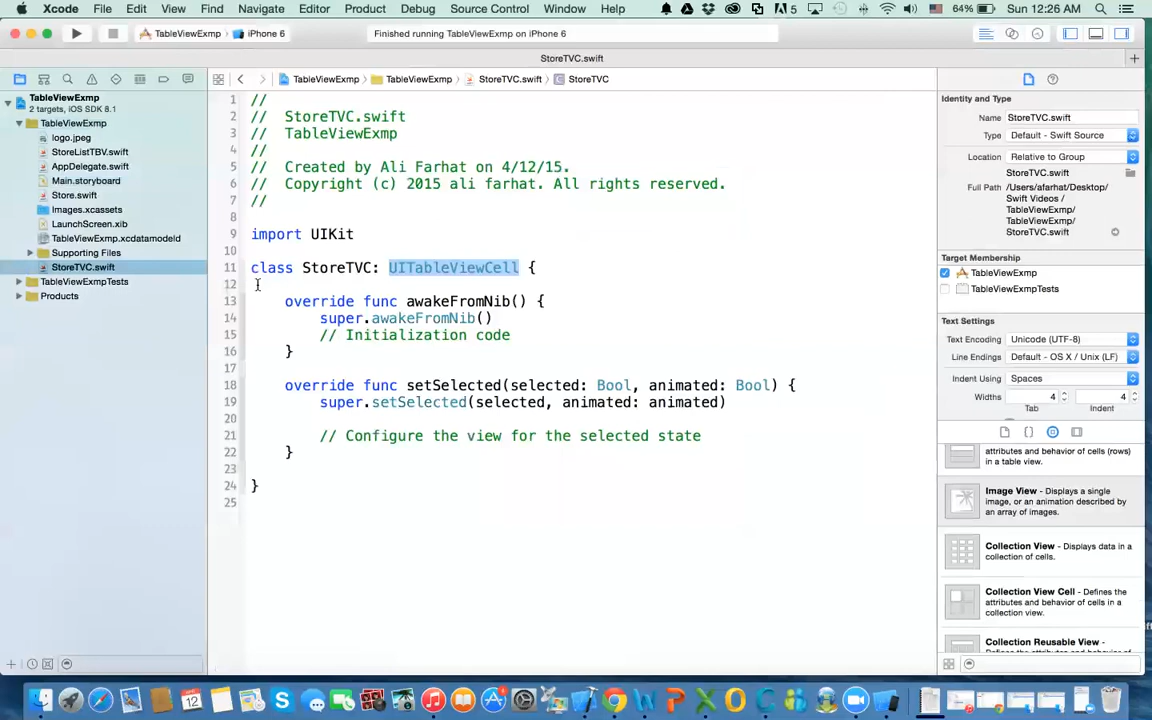 Xcode File Edit View Find Navigate Editor Product Debug Source Control Window Help 5 64% Sun 12:26 AM
TableViewExmp iPhone 6 Finished running TableViewExmp on iPhone 6
StoreTVC.swift
TableViewExmp TableViewExmp StoreTVC.swift StoreTVC
TableViewExmp
2 targets, iOS SDK 8.1
TableViewExmp
logo.jpeg
StoreListTBV.swift
AppDelegate.swift
Main.storyboard
Store.swift
Images.xcassets
LaunchScreen.xib
TableViewExmp.xcdatamodeld
Supporting Files
StoreTVC.swift
TableViewExmpTests
Products
1 //
2 // StoreTVC.swift
3 // TableViewExmp
4 //
5 // Created by Ali Farhat on 4/12/15.
6 // Copyright (c) 2015 ali farhat. All rights reserved.
7 //
8
9 import UIKit
10
11 class StoreTVC: UITableViewCell {
12
13 override func awakeFromNib() {
14 super.awakeFromNib()
15 // Initialization code
16 }
17
18 override func setSelected(selected: Bool, animated: Bool) {
19 super.setSelected(selected, animated: animated)
20
21 // Configure the view for the selected state
22 }
23
24 }
25
Identity and Type
Name StoreTVC.swift
Type Default - Swift Source
Location Relative to Group
StoreTVC.swift
Full Path /Users/afarhat/Desktop/
Swift Videos /
TableViewExmp/
TableViewExmp/
StoreTVC.swift
Target Membership
TableViewExmp
TableViewExmpTests
Text Settings
Text Encoding Unicode (UTF-8)
Line Endings Default - OS X / Unix (LF)
Indent Using Spaces
Widths 4 4
Tab Indent
attributes and behavior of cells (rows)
in a table view.
Image View - Displays a single
image, or an animation described by
an array of images.
Collection View - Displays data in a
collection of cells.
Collection View Cell - Defines the
attributes and behavior of cells in a
collection view.
Collection Reusable View -